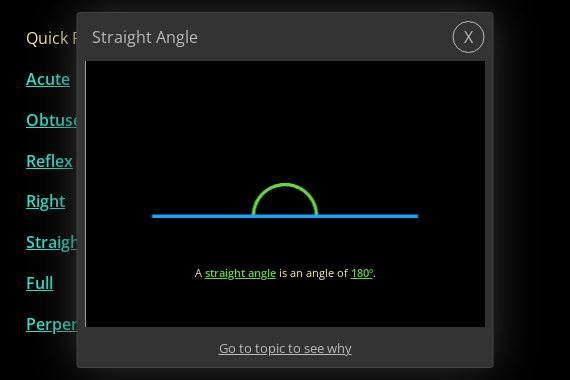 Quick
Straight Angle
X
Acute
Obtuse
Reflex
Right
Straigh
A straight angle is an angle of 180º.
Full
Perper
Go to topic to see why